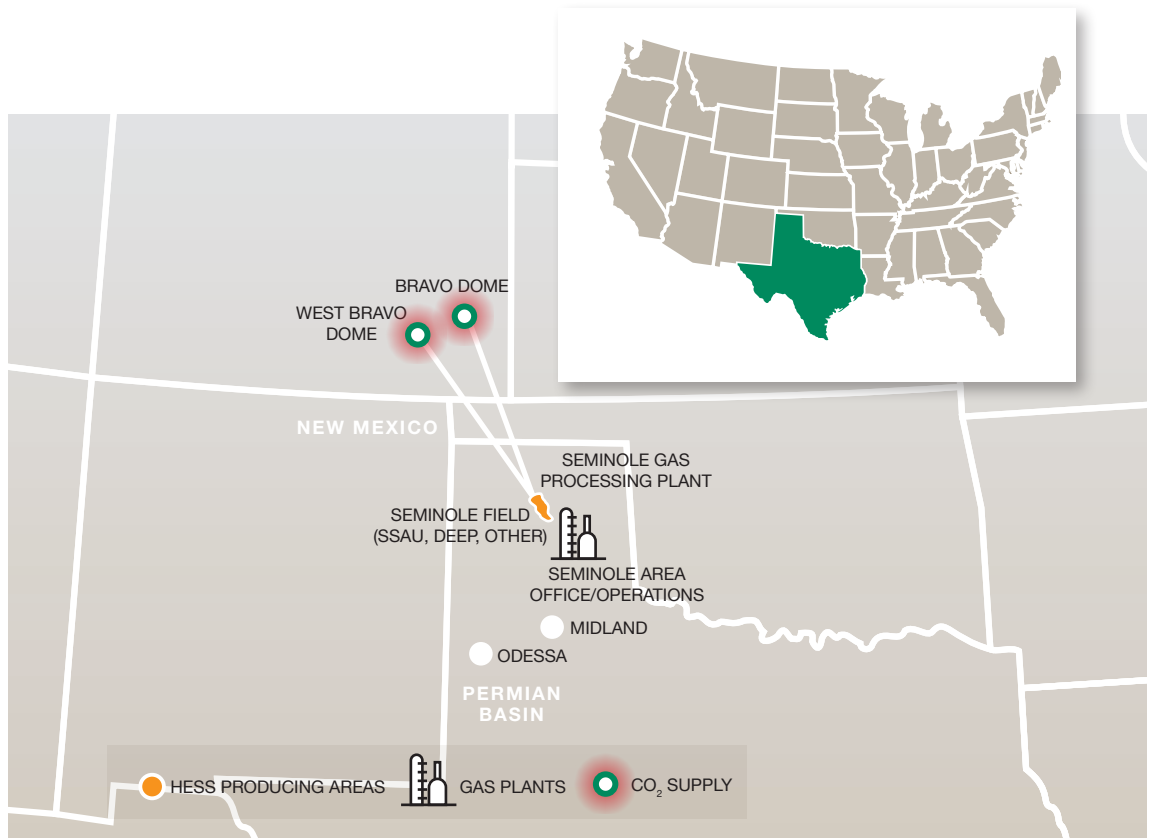 BRAVO DOME
WEST BRAVO
DOME
NEW MEXICO
SEMINOLE GAS
PROCESSING PLANT
SEMINOLE FIELD
(SSAU, DEEP, OTHER)
SEMINOLE AREA
OFFICE/OPERATIONS
MIDLAND
ODESSA
PERMIAN
BASIN
HESS PRODUCING AREAS
GAS PLANTS
CO₂ SUPPLY